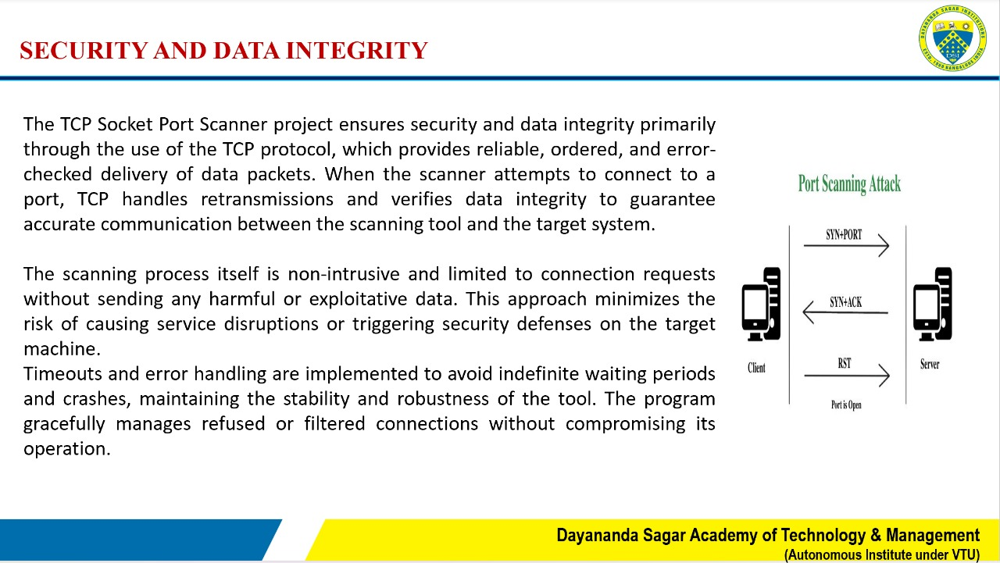 SECURITY AND DATA INTEGRITY
DAYANANDA SAGAR INSTITUTIONS
DSI
The TCP Socket Port Scanner project ensures security and data integrity primarily
through the use of the TCP protocol, which provides reliable, ordered, and error-
checked delivery of data packets. When the scanner attempts to connect to a
port, TCP handles retransmissions and verifies data integrity to guarantee
accurate communication between the scanning tool and the target system.
The scanning process itself is non-intrusive and limited to connection requests
without sending any harmful or exploitative data. This approach minimizes the
risk of causing service disruptions or triggering security defenses on the target
machine.
Timeouts and error handling are implemented to avoid indefinite waiting periods
and crashes, maintaining the stability and robustness of the tool. The program
gracefully manages refused or filtered connections without compromising its
operation.
Port Scanning Attack
SYN+PORT
SYN+ACK
RST
Client
Server
Port is Open
Dayananda Sagar Academy of Technology & Management
(Autonomous Institute under VTU)